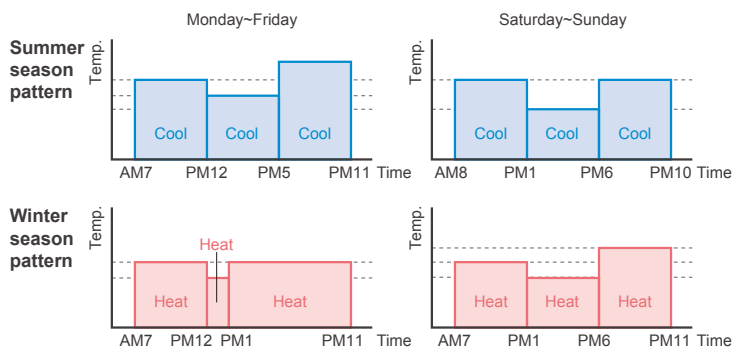 Monday~Friday
Saturday~Sunday
Summer
season
pattern
Temp.
Cool
Cool
Cool
AM7 PM12 PM5 PM11 Time
Temp.
Cool
Cool
Cool
AM8 PM1 PM6 PM10 Time
Winter
season
pattern
Temp.
Heat
Heat
Heat
AM7 PM12 PM1 PM11 Time
Temp.
Heat
Heat
Heat
AM7 PM1 PM6 PM11 Time